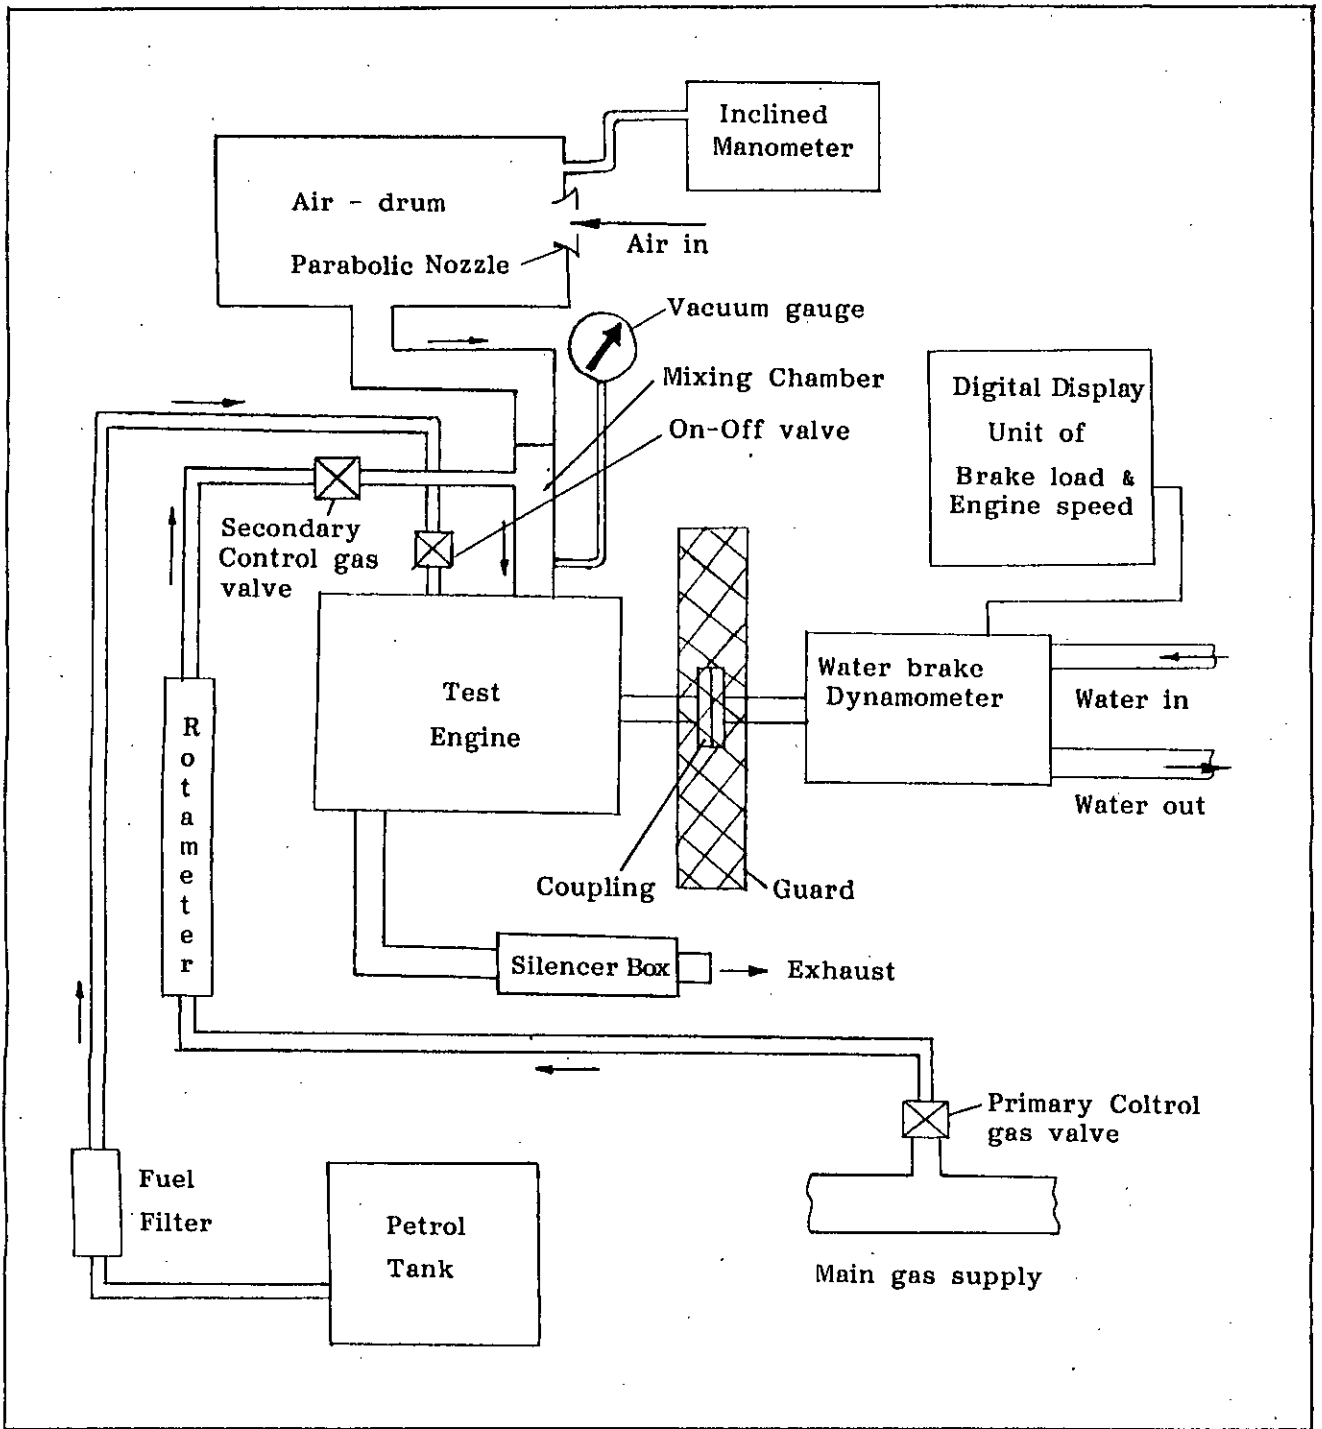 Inclined
Manometer
Air - drum
Air in
Parabolic Nozzle
Vacuum gauge
Mixing Chamber
On-Off valve
Digital Display
Unit of
Brake load &
Engine speed
Secondary
Control gas
valve
Test
Engine
Water brake
Dynamometer
Water in
Water out
Rotameter
Coupling
Guard
Silencer Box
Exhaust
Primary Coltrol
gas valve
Fuel
Filter
Petrol
Tank
Main gas supply